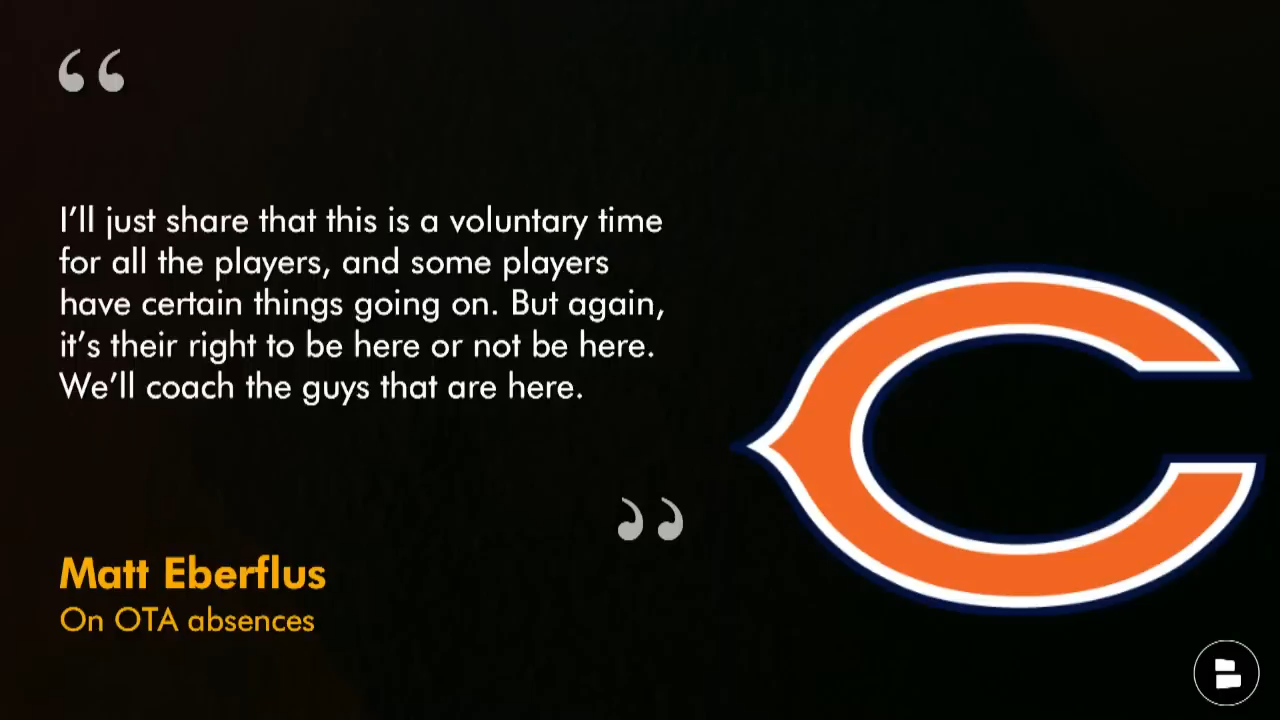 “
I’ll just share that this is a voluntary time
for all the players, and some players
have certain things going on. But again,
it’s their right to be here or not be here.
We’ll coach the guys that are here.
”
Matt Eberflus
On OTA absences